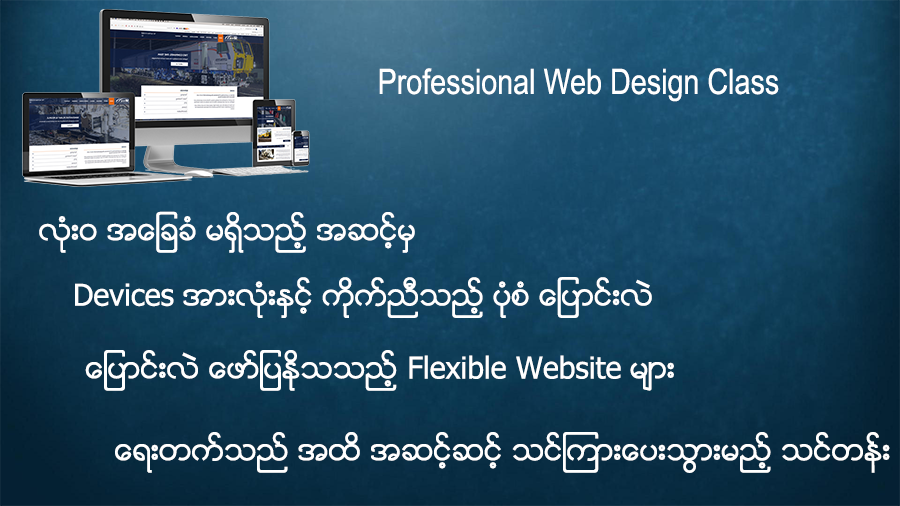 Professional Web Design Class
လုံးဝ အခြေခံ မရှိသည့် အဆင့်မှ
Devices အားလုံးနှင့် ကိုက်ညီသည့် ပုံစံ ပြောင်းလဲ
ပြောင်းလဲ ဖော်ပြနိုသသည့် Flexible Website များ
ရေးတက်သည် အထိ အဆင့်ဆင့် သင်ကြားပေးသွားမည့် သင်တန်း